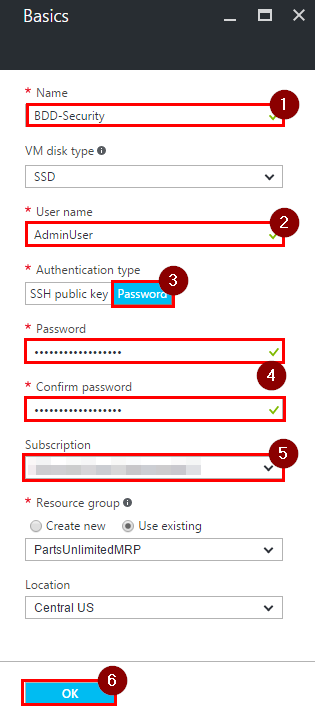 Basics
* Name
1
BDD-Security
VM disk type
SSD
* User name
2
AdminUser
* Authentication type
3
SSH public key Password
* Password
••••••••••••••••••
4
* Confirm password
••••••••••••••••••
Subscription
5
* Resource group
Create new Use existing
PartsUnlimitedMRP
Location
Central US
6
OK